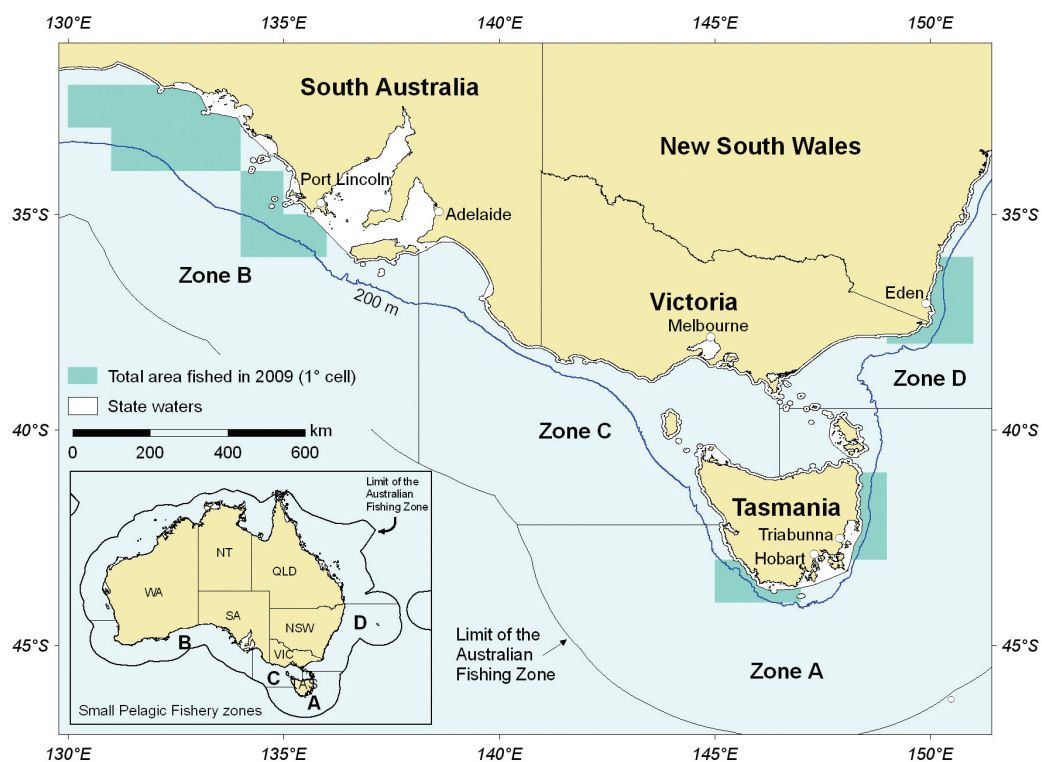 130°E 135°E 140°E 145°E 150°E
South Australia
New South Wales
Port Lincoln
Adelaide
35°S 35°S
Zone B
200 m
Victoria
Melbourne
Eden
Total area fished in 2009 (1° cell)
State waters
Zone D
Zone C
40°S 40°S
km
0 200 400 600
Limit of the
Australian
Fishing Zone
NT
QLD
WA
SA
NSW
VIC
B
C
D
A
Small Pelagic Fishery zones
Tasmania
Triabunna
Hobart
Limit of the
Australian
Fishing Zone
Zone A
45°S 45°S
130°E 135°E 140°E 145°E 150°E